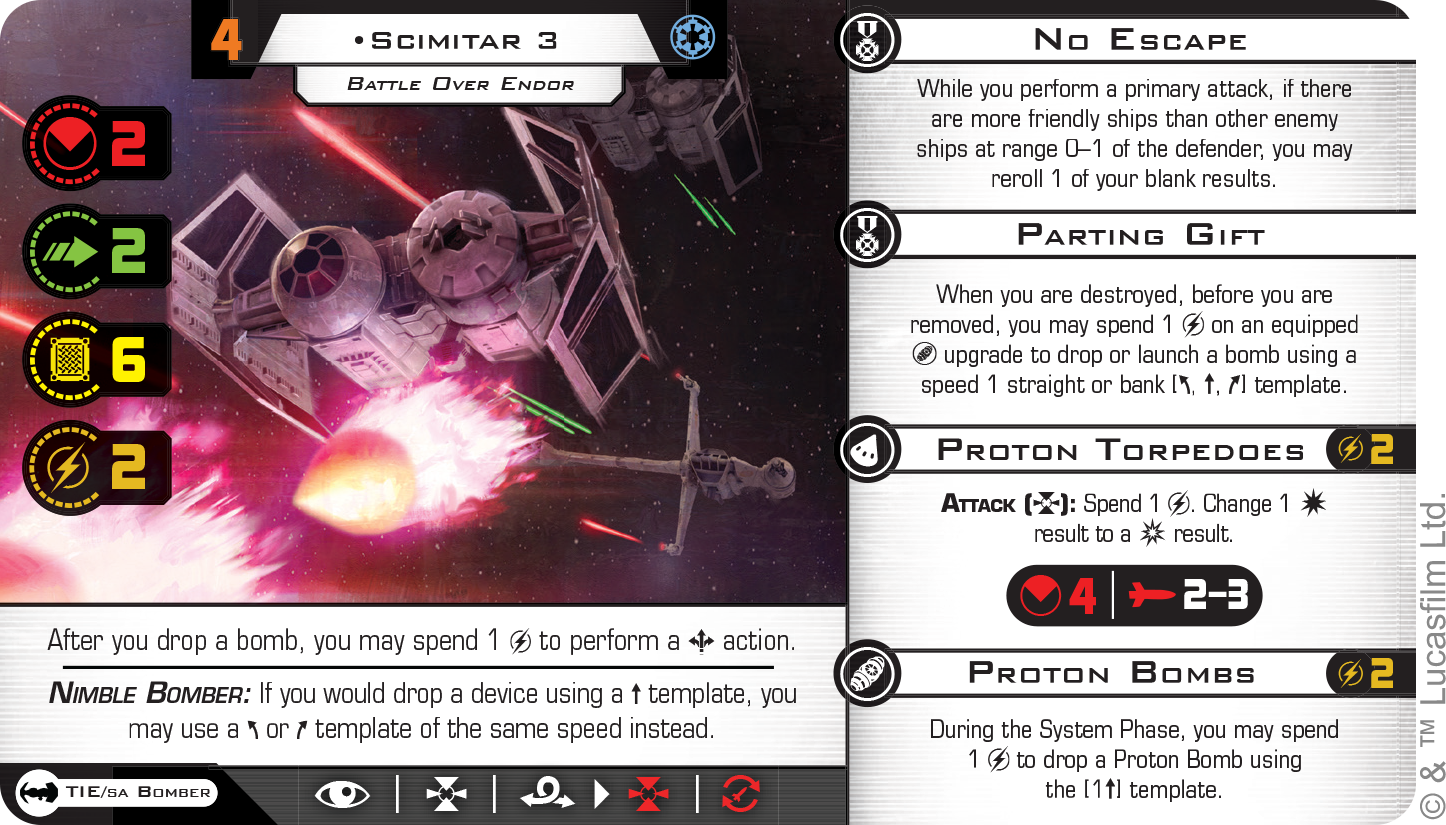 4
•Scimitar 3
Battle Over Endor
2
2
6
2
After you drop a bomb, you may spend 1 to perform a action.
Nimble Bomber: If you would drop a device using a template, you
may use a or template of the same speed instead.
TIE/sa Bomber
No Escape
While you perform a primary attack, if there
are more friendly ships than other enemy
ships at range 0–1 of the defender, you may
reroll 1 of your blank results.
Parting Gift
When you are destroyed, before you are
removed, you may spend 1 on an equipped
upgrade to drop or launch a bomb using a
speed 1 straight or bank [, , ] template.
Proton Torpedoes 2
Attack (): Spend 1 . Change 1
result to a result.
4 2–3
Proton Bombs 2
During the System Phase, you may spend
1 to drop a Proton Bomb using
the [1] template.
© & ™ Lucasfilm Ltd.